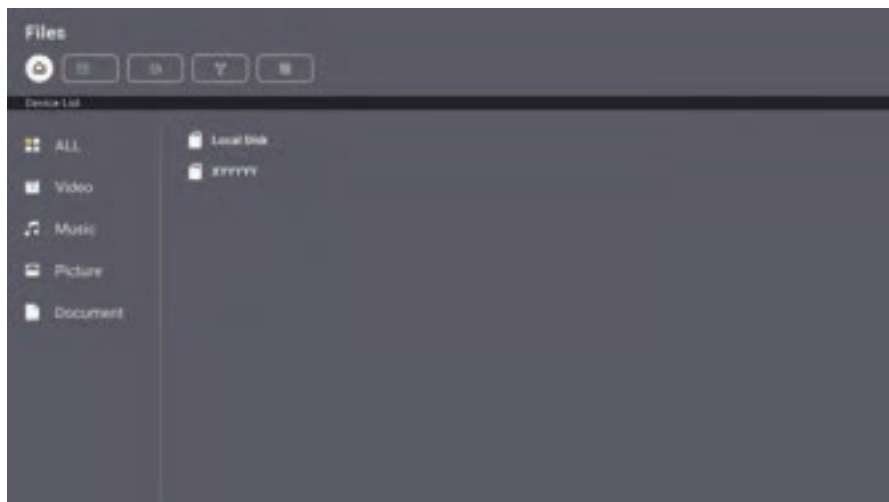 Files
Device List
ALL
Local Disk
Video
Music
Picture
Document